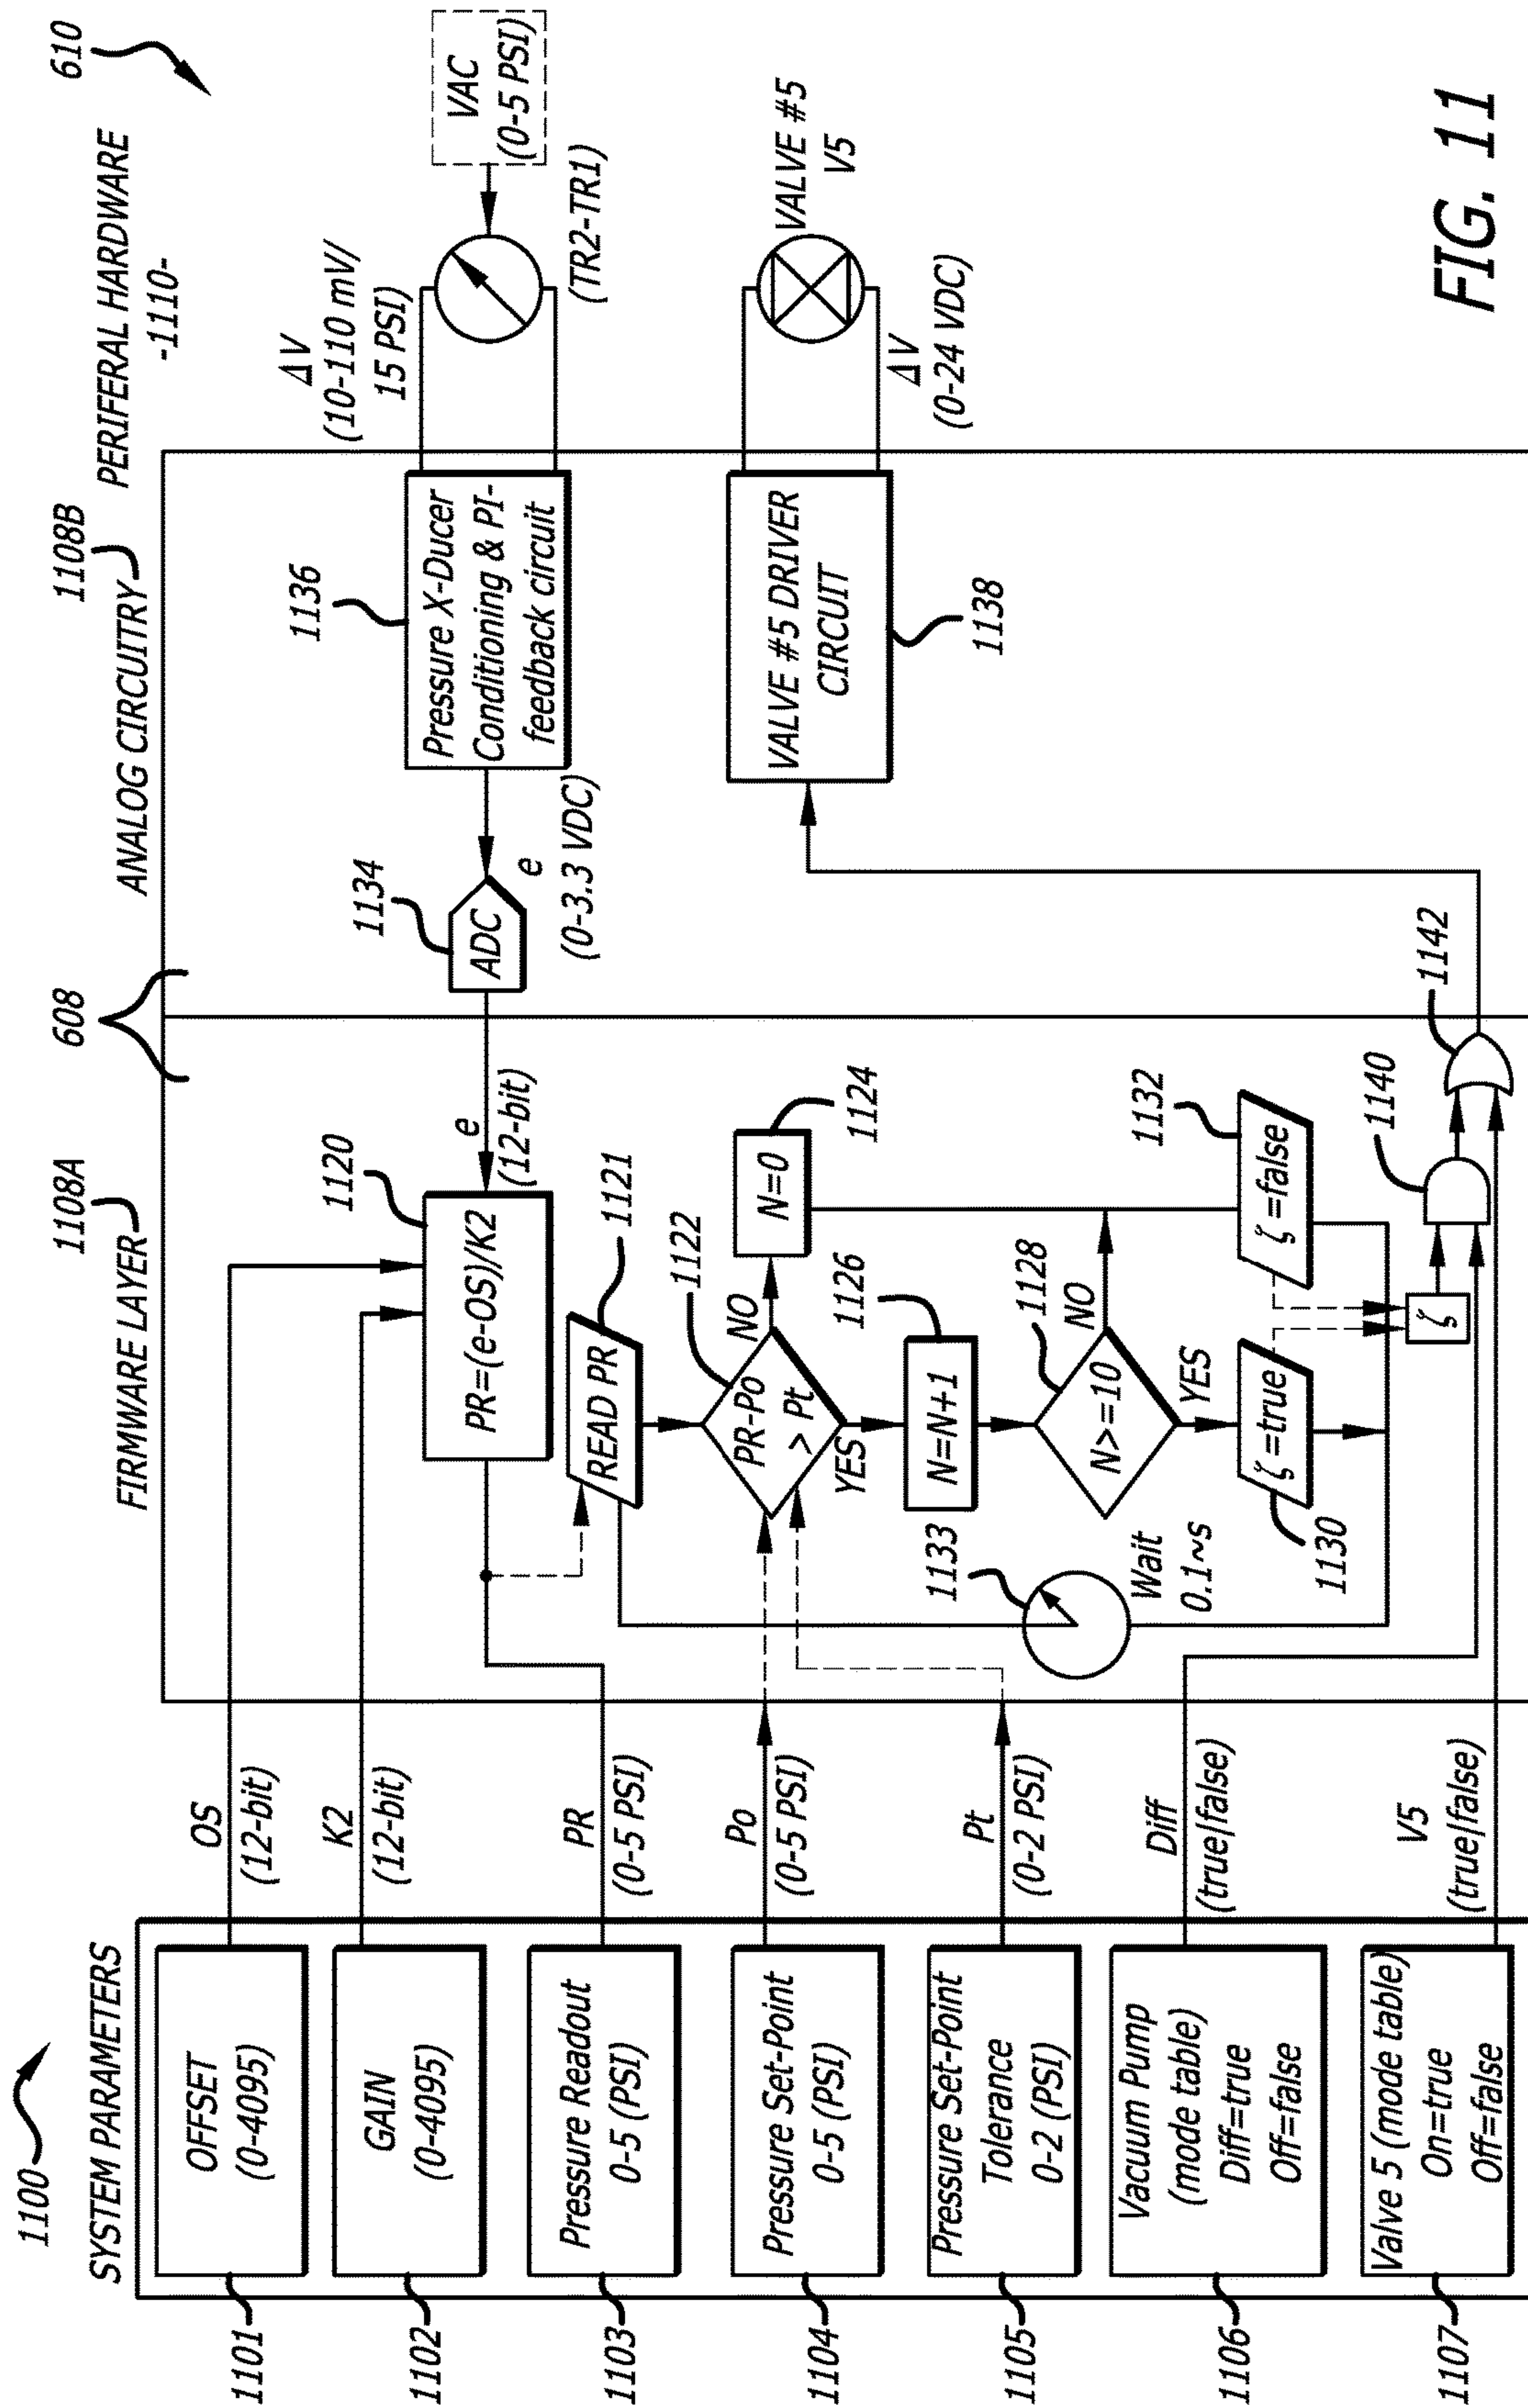 1100
SYSTEM PARAMETERS
1101
OFFSET
(0-4095)
1102
GAIN
(0-4095)
1103
Pressure Readout
0-5 (PSI)
1104
Pressure Set-Point
0-5 (PSI)
1105
Pressure Set-Point
Tolerance
0-2 (PSI)
1106
Vacuum Pump
(mode table)
Diff=true
Off=false
1107
Valve 5 (mode table)
On=true
Off=false
OS
(12-bit)
K2
(12-bit)
PR
(0-5 PSI)
Po
(0-5 PSI)
Pt
(0-2 PSI)
Diff
(true/false)
V5
(true/false)
608
1108A
FIRMWARE LAYER
1120
PR=(e-OS)/K2
e
(12-bit)
1121
READ PR
1122
PR-Po
> Pt
NO
YES
1124
N=0
1126
N=N+1
1128
N>=10
NO
YES
1133
Wait
0.1~s
1130
ζ=true
1132
ζ=false
ζ
1140
1142
1108B
ANALOG CIRCUITRY
1134
ADC
e
(0-3.3 VDC)
1136
Pressure X-Ducer
Conditioning & PI-
feedback circuit
VALVE #5 DRIVER
CIRCUIT
1138
610
PERIFERAL HARDWARE
-1110-
ΔV
(10-110 mV/
15 PSI)
VAC
(0-5 PSI)
(TR2-TR1)
VALVE #5
V5
ΔV
(0-24 VDC)
FIG. 11